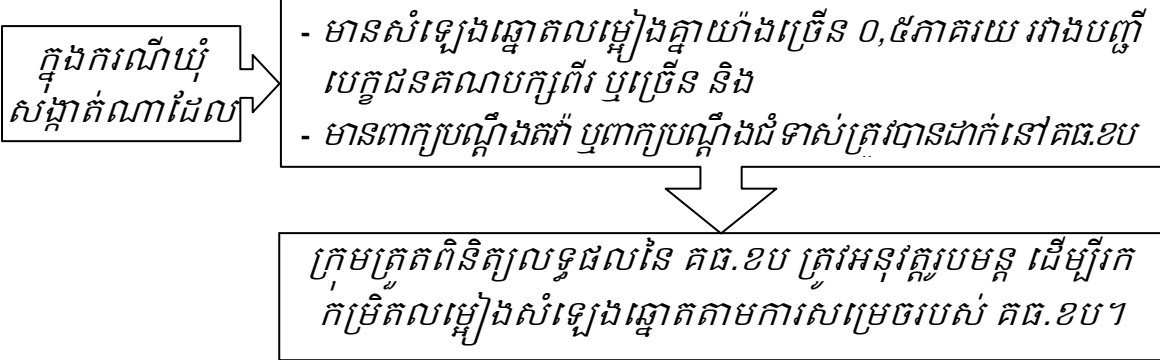 ក្នុងករណីឃុំ
សង្កាត់ណាដែល
- មានសំឡេងឆ្នោតលម្អៀងគ្នាយ៉ាងច្រើន ០,៥ភាគរយ រវាងបញ្ជី
បេក្ខជនគណបក្សពីរ ឬច្រើន និង
- មានពាក្យបណ្តឹងតវ៉ា ឬពាក្យបណ្តឹងជំទាស់ត្រូវបានដាក់នៅគធ.ខប
ក្រុមត្រួតពិនិត្យលទ្ធផលនៃ គធ.ខប ត្រូវអនុវត្តរូបមន្ត ដើម្បីរក
កម្រិតលម្អៀងសំឡេងឆ្នោតតាមការសម្រេចរបស់ គធ.ខប។